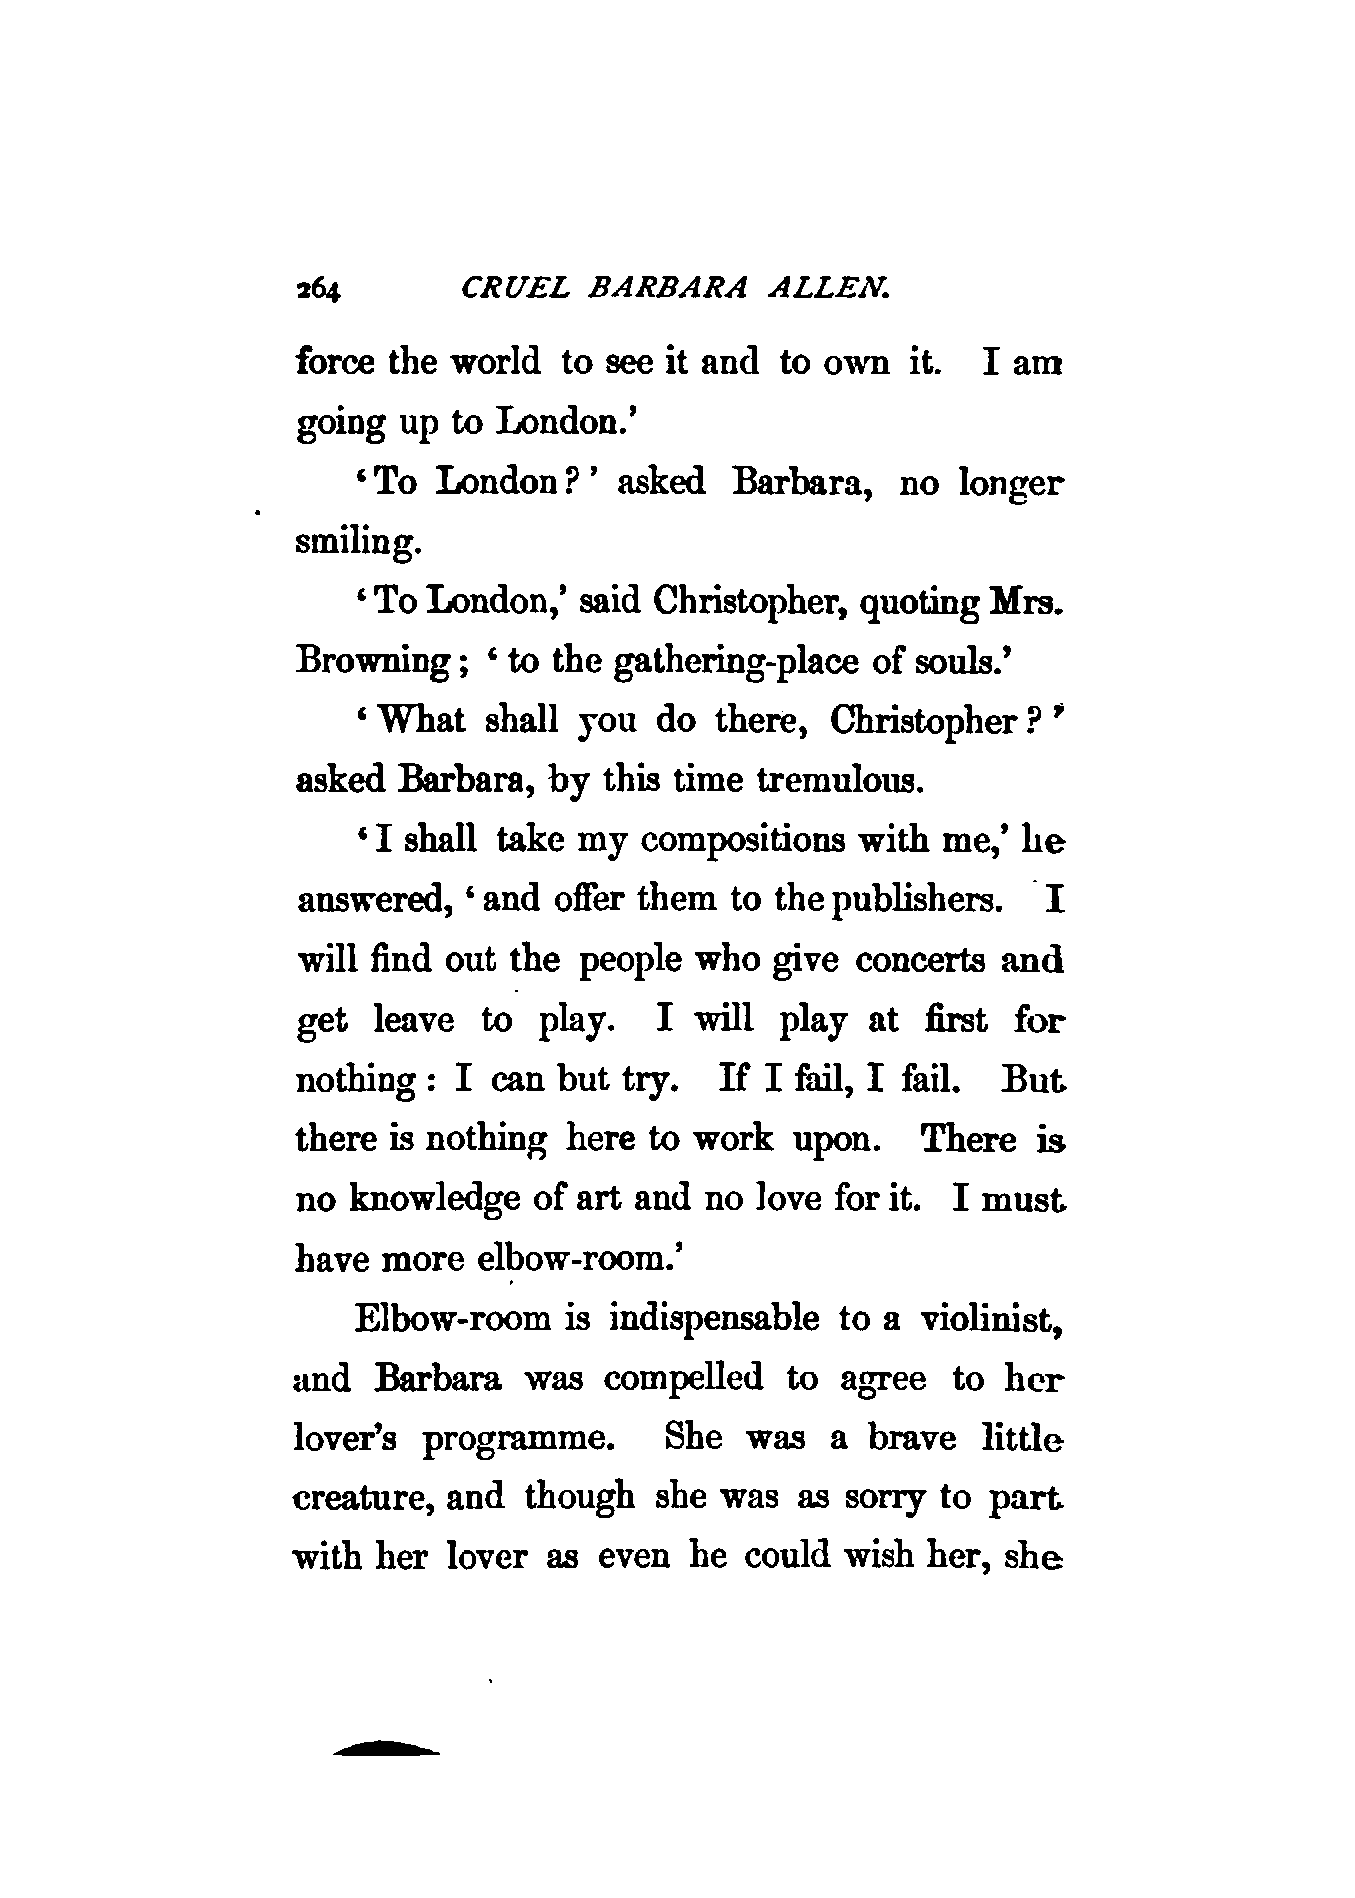 264 CRUEL BARBARA ALLEN.
force the world to see it and to own it. I am
going up to London.’
‘To London?’ asked Barbara, no longer
smiling.
‘To London,’ said Christopher, quoting Mrs.
Browning; ‘to the gathering-place of souls.’
‘What shall you do there, Christopher?’
asked Barbara, by this time tremulous.
‘I shall take my compositions with me,’ he
answered, ‘and offer them to the publishers. I
will find out the people who give concerts and
get leave to play. I will play at first for
nothing: I can but try. If I fail, I fail. But
there is nothing here to work upon. There is
no knowledge of art and no love for it. I must
have more elbow-room.’
Elbow-room is indispensable to a violinist,
and Barbara was compelled to agree to her
lover’s programme. She was a brave little
creature, and though she was as sorry to part
with her lover as even he could wish her, she